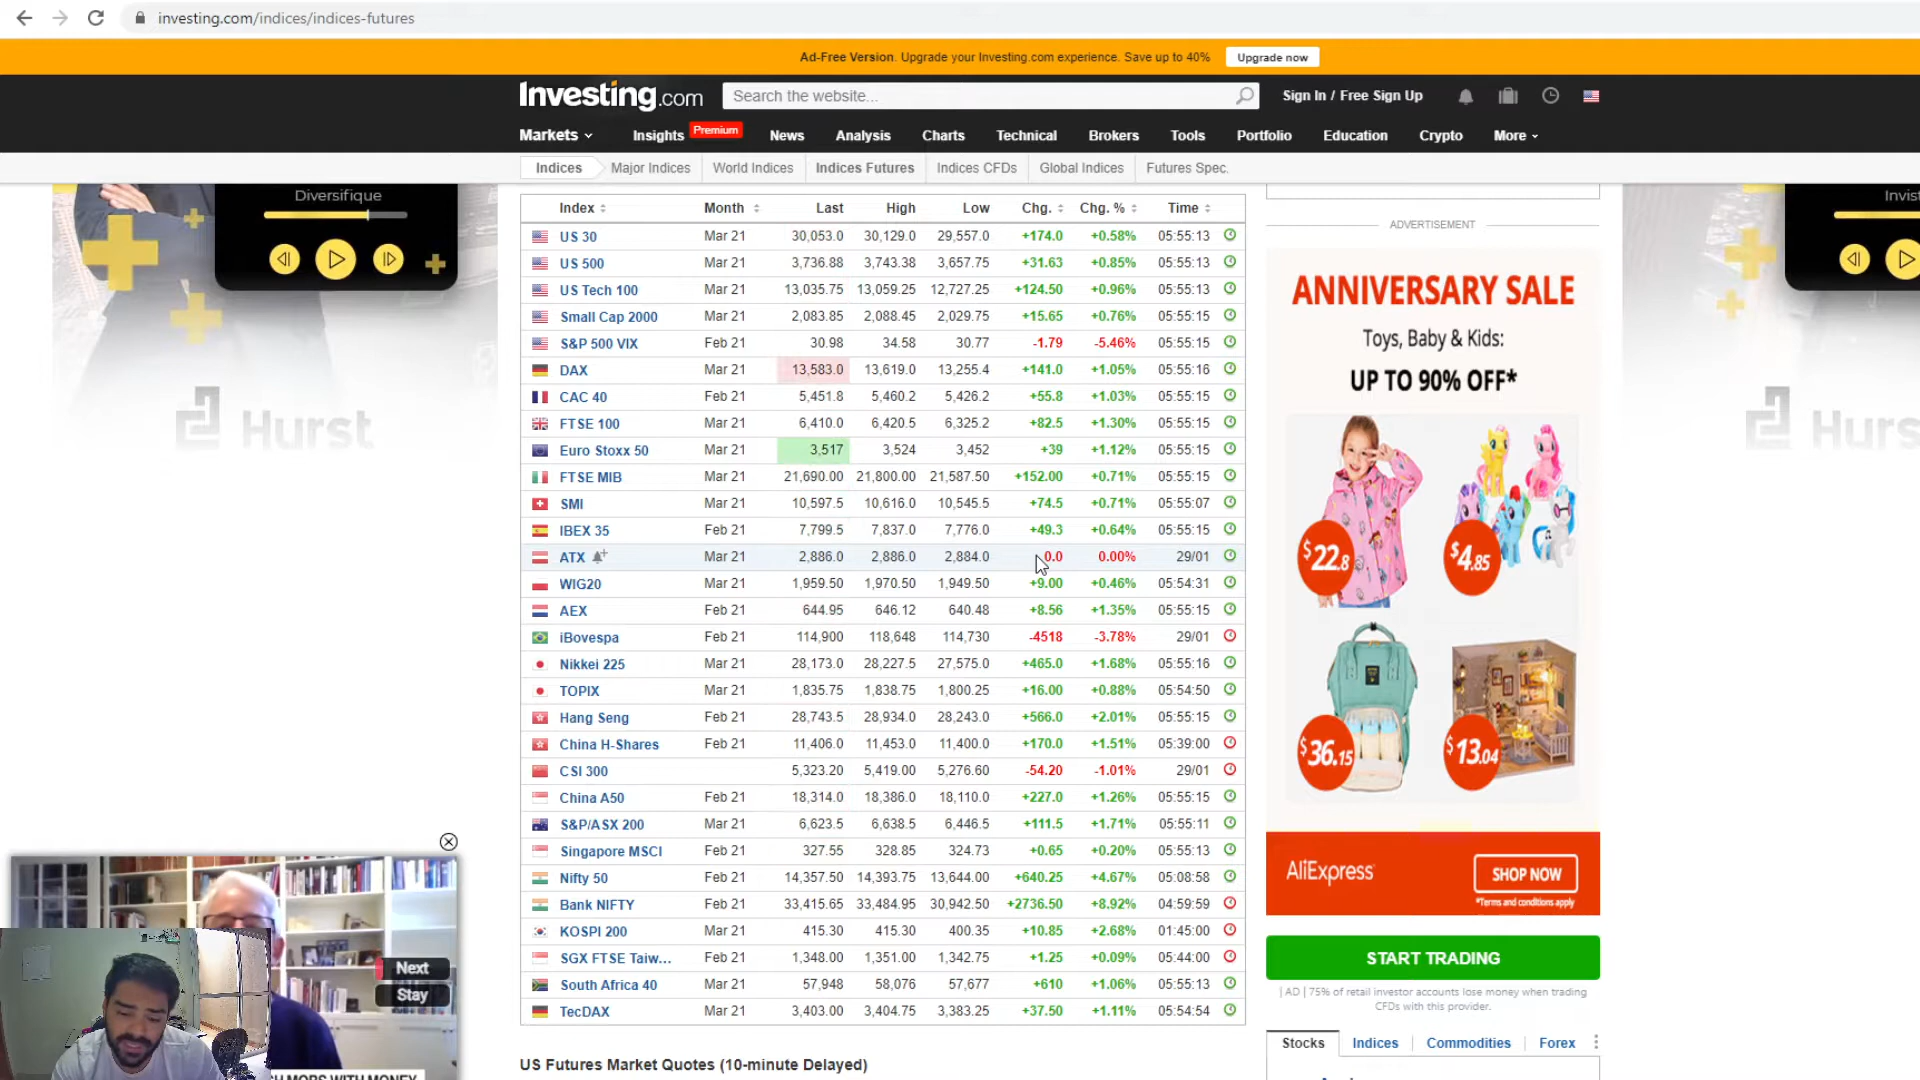 investing.com/indices/indices-futures
Ad-Free Version. Upgrade your Investing.com experience. Save up to 40% Upgrade now
Investing.com Search the website... Sign In / Free Sign Up
Markets Insights Premium News Analysis Charts Technical Brokers Tools Portfolio Education Crypto More
Indices Major Indices World Indices Indices Futures Indices CFDs Global Indices Futures Spec.
Diversifique
Hurst
Index Month Last High Low Chg. Chg. % Time
US 30 Mar 21 30,053.0 30,129.0 29,557.0 +174.0 +0.58% 05:55:13
US 500 Mar 21 3,736.88 3,743.38 3,657.75 +31.63 +0.85% 05:55:13
US Tech 100 Mar 21 13,035.75 13,059.25 12,727.25 +124.50 +0.96% 05:55:13
Small Cap 2000 Mar 21 2,083.85 2,088.45 2,029.75 +15.65 +0.76% 05:55:15
S&P 500 VIX Feb 21 30.98 34.58 30.77 -1.79 -5.46% 05:55:15
DAX Mar 21 13,583.0 13,619.0 13,255.4 +141.0 +1.05% 05:55:16
CAC 40 Feb 21 5,451.8 5,460.2 5,426.2 +55.8 +1.03% 05:55:15
FTSE 100 Mar 21 6,410.0 6,420.5 6,325.2 +82.5 +1.30% 05:55:15
Euro Stoxx 50 Mar 21 3,517 3,524 3,452 +39 +1.12% 05:55:15
FTSE MIB Mar 21 21,690.00 21,800.00 21,587.50 +152.00 +0.71% 05:55:15
SMI Mar 21 10,597.5 10,616.0 10,545.5 +74.5 +0.71% 05:55:07
IBEX 35 Feb 21 7,799.5 7,837.0 7,776.0 +49.3 +0.64% 05:55:15
ATX Mar 21 2,886.0 2,886.0 2,884.0 0.0 0.00% 29/01
WIG20 Mar 21 1,959.50 1,970.50 1,949.50 +9.00 +0.46% 05:54:31
AEX Feb 21 644.95 646.12 640.48 +8.56 +1.35% 05:55:15
iBovespa Feb 21 114,900 118,648 114,730 -4518 -3.78% 29/01
Nikkei 225 Mar 21 28,173.0 28,227.5 27,575.0 +465.0 +1.68% 05:55:16
TOPIX Mar 21 1,835.75 1,838.75 1,800.25 +16.00 +0.88% 05:54:50
Hang Seng Feb 21 28,743.5 28,934.0 28,243.0 +566.0 +2.01% 05:55:15
China H-Shares Feb 21 11,406.0 11,453.0 11,400.0 +170.0 +1.51% 05:39:00
CSI 300 5,323.20 5,419.00 5,276.60 -54.20 -1.01% 29/01
China A50 Feb 21 18,314.0 18,386.0 18,110.0 +227.0 +1.26% 05:55:15
S&P/ASX 200 Mar 21 6,623.5 6,638.5 6,446.5 +111.5 +1.71% 05:55:11
Singapore MSCI Feb 21 327.55 328.85 324.73 +0.65 +0.20% 05:55:13
Nifty 50 Feb 21 14,357.50 14,393.75 13,644.00 +640.25 +4.67% 05:08:58
Bank NIFTY Feb 21 33,415.65 33,484.95 30,942.50 +2736.50 +8.92% 04:59:59
KOSPI 200 Mar 21 415.30 415.30 400.35 +10.85 +2.68% 01:45:00
SGX FTSE Taiw... Feb 21 1,348.00 1,351.00 1,342.75 +1.25 +0.09% 05:44:00
South Africa 40 Mar 21 57,948 58,076 57,677 +610 +1.06% 05:55:13
TecDAX Mar 21 3,403.00 3,404.75 3,383.25 +37.50 +1.11% 05:54:54
US Futures Market Quotes (10-minute Delayed)
ADVERTISEMENT
ANNIVERSARY SALE
Toys, Baby & Kids:
UP TO 90% OFF*
$22.8 $4.85
$36.15 $13.04
AliExpress SHOP NOW
*Terms and conditions apply
START TRADING
| AD | 75% of retail investor accounts lose money when trading
CFDs with this provider.
Stocks Indices Commodities Forex
Invis
Hurst
Next
Stay
MOBS WITH MONEY